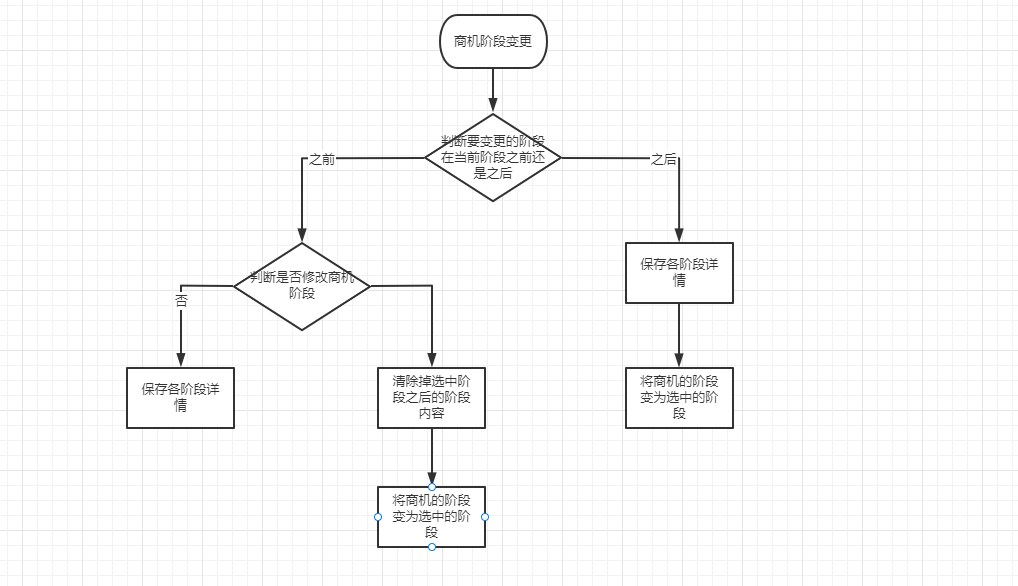 商机阶段变更
判断要变更的阶段
在当前阶段之前还
是之后
之前
之后
判断是否修改商机
阶段
否
保存各阶段详
情
保存各阶段详
情
清除掉选中阶
段之后的阶段
内容
将商机的阶段
变为选中的阶
段
将商机的阶段
变为选中的阶
段